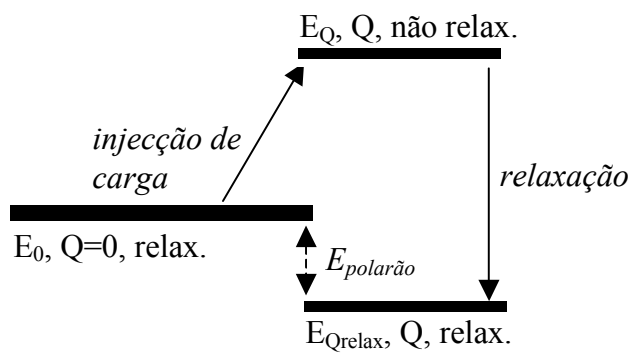 E_Q, Q, não relax.
injecção de
carga
relaxação
E_0, Q=0, relax.
E_polarão
E_Qrelax, Q, relax.